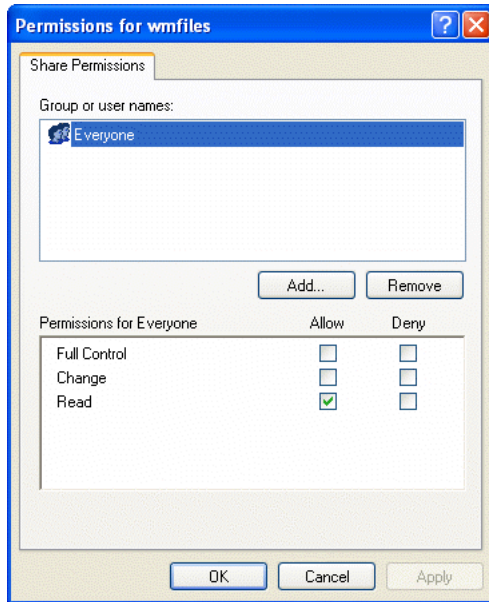 Permissions for wmfiles
Share Permissions
Group or user names:
Everyone
Add... Remove
Permissions for Everyone Allow Deny
Full Control
Change
Read
OK Cancel Apply